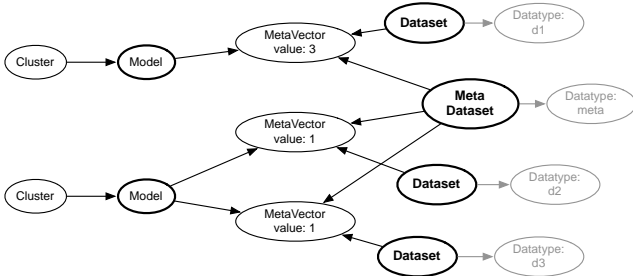 Dataset
Datatype:
d1
MetaVector
value: 3
Cluster
Model
Meta
Dataset
Datatype:
meta
MetaVector
value: 1
Dataset
Datatype:
d2
Cluster
Model
MetaVector
value: 1
Dataset
Datatype:
d3